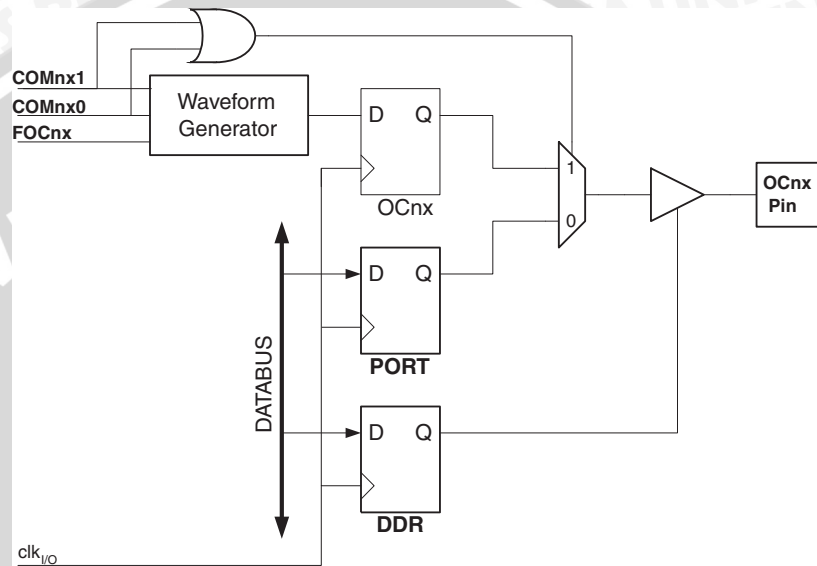 COMnx1
COMnx0
FOCnx
Waveform
Generator
D Q
OCnx
1
0
OCnx
Pin
D Q
PORT
DATABUS
D Q
DDR
clkI/O